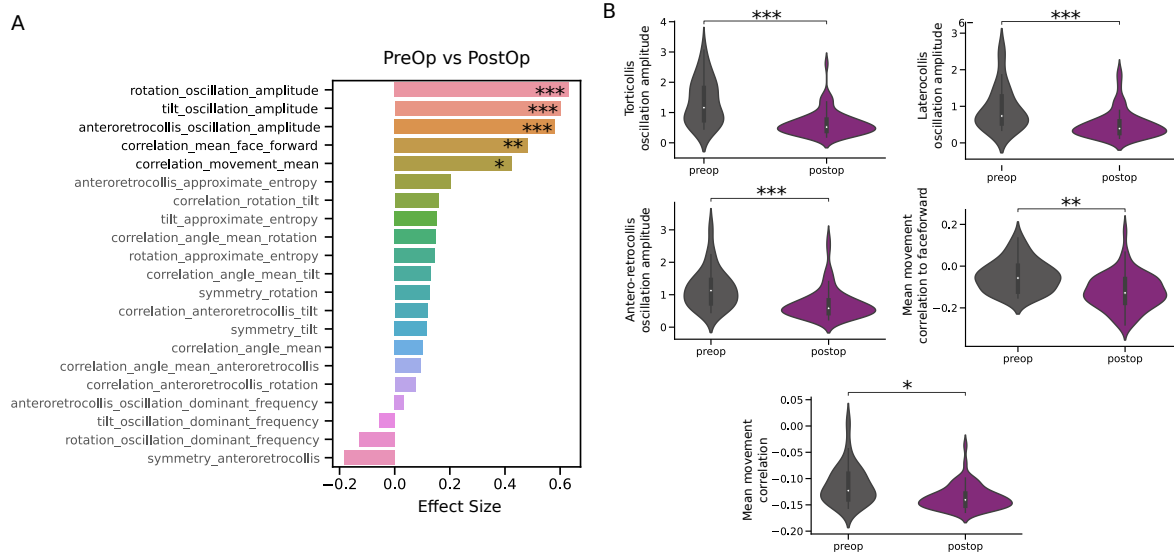 A
PreOp vs PostOp
rotation_oscillation_amplitude
***
tilt_oscillation_amplitude
***
anteroretrocollis_oscillation_amplitude
***
correlation_mean_face_forward
**
correlation_movement_mean
*
anteroretrocollis_approximate_entropy
correlation_rotation_tilt
tilt_approximate_entropy
correlation_angle_mean_rotation
rotation_approximate_entropy
correlation_angle_mean_tilt
symmetry_rotation
correlation_anteroretrocollis_tilt
symmetry_tilt
correlation_angle_mean
correlation_angle_mean_anteroretrocollis
correlation_anteroretrocollis_rotation
anteroretrocollis_oscillation_dominant_frequency
tilt_oscillation_dominant_frequency
rotation_oscillation_dominant_frequency
symmetry_anteroretrocollis
−0.2 0.0 0.2 0.4 0.6
Effect Size
B
***
Torticollis
oscillation amplitude
4
3
2
1
0
preop postop
***
Laterocollis
oscillation amplitude
6
3
2
1
0
preop postop
***
Antero-retrocollis
oscillation amplitude
3
2
1
0
preop postop
**
Mean movement
correlation to faceforward
0.2
0.0
−0.2
preop postop
*
Mean movement
correlation
0.05
0.00
−0.05
−0.10
−0.15
−0.20
preop postop